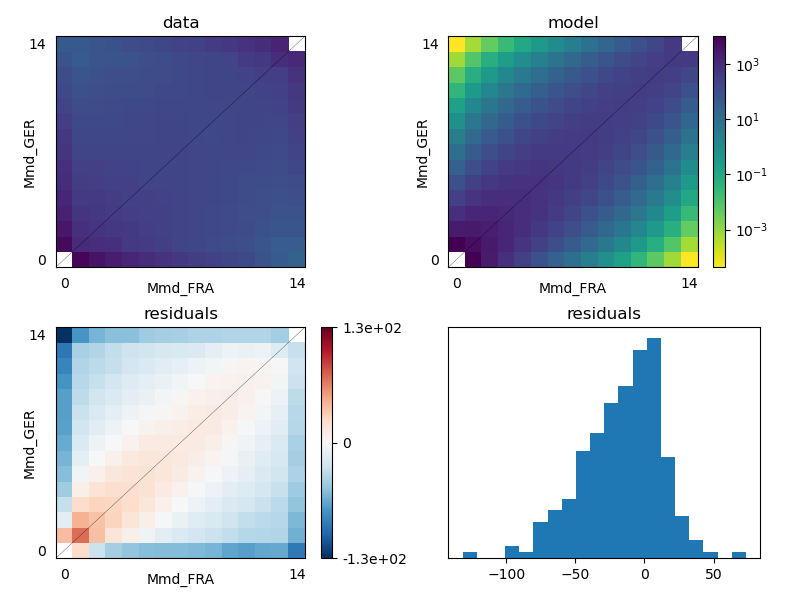 data
14
Mmd_GER
0
0
14
Mmd_FRA
model
14
Mmd_GER
0
0
14
Mmd_FRA
10^3
10^1
10^−1
10^−3
residuals
14
Mmd_GER
0
0
14
Mmd_FRA
1.3e+02
0
-1.3e+02
residuals
−100
−50
0
50